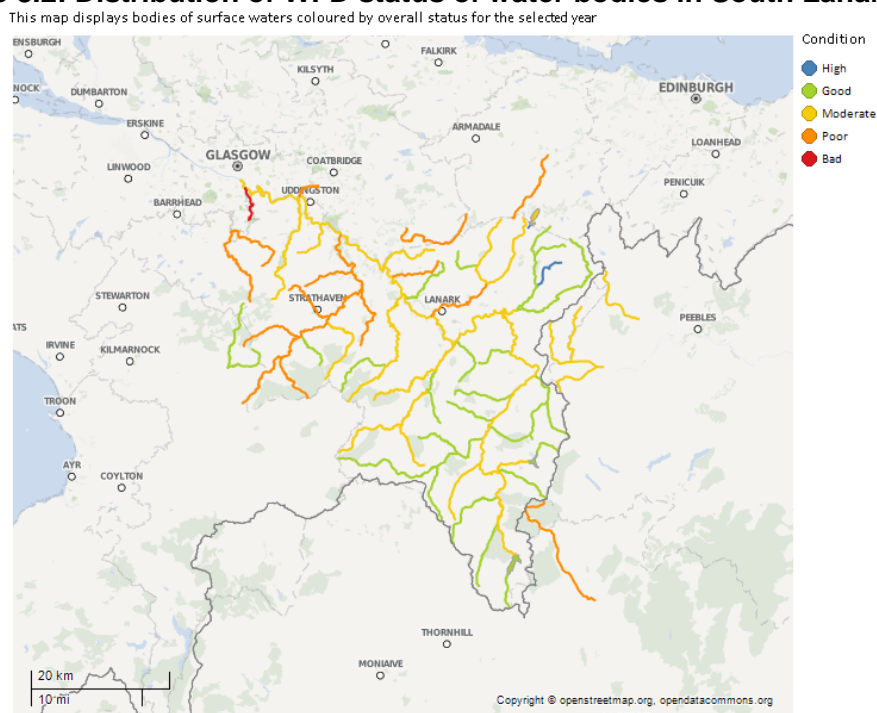 This map displays bodies of surface waters coloured by overall status for the selected year
Condition
High
Good
Moderate
Poor
Bad
ENSBURGH
FALKIRK
KILSYTH
NOCK
DUMBARTON
EDINBURGH
ERSKINE
ARMADALE
LOANHEAD
GLASGOW
COATBRIDGE
LINWOOD
UDDINGSTON
PENICUIK
BARRHEAD
STEWARTON
STRATHAVEN
LANARK
PEEBLES
ATS
IRVINE
KILMARNOCK
TROON
AYR
COYLTON
THORNHILL
MONIAIVE
20 km
10 mi
Copyright © openstreetmap.org, opendatacommons.org